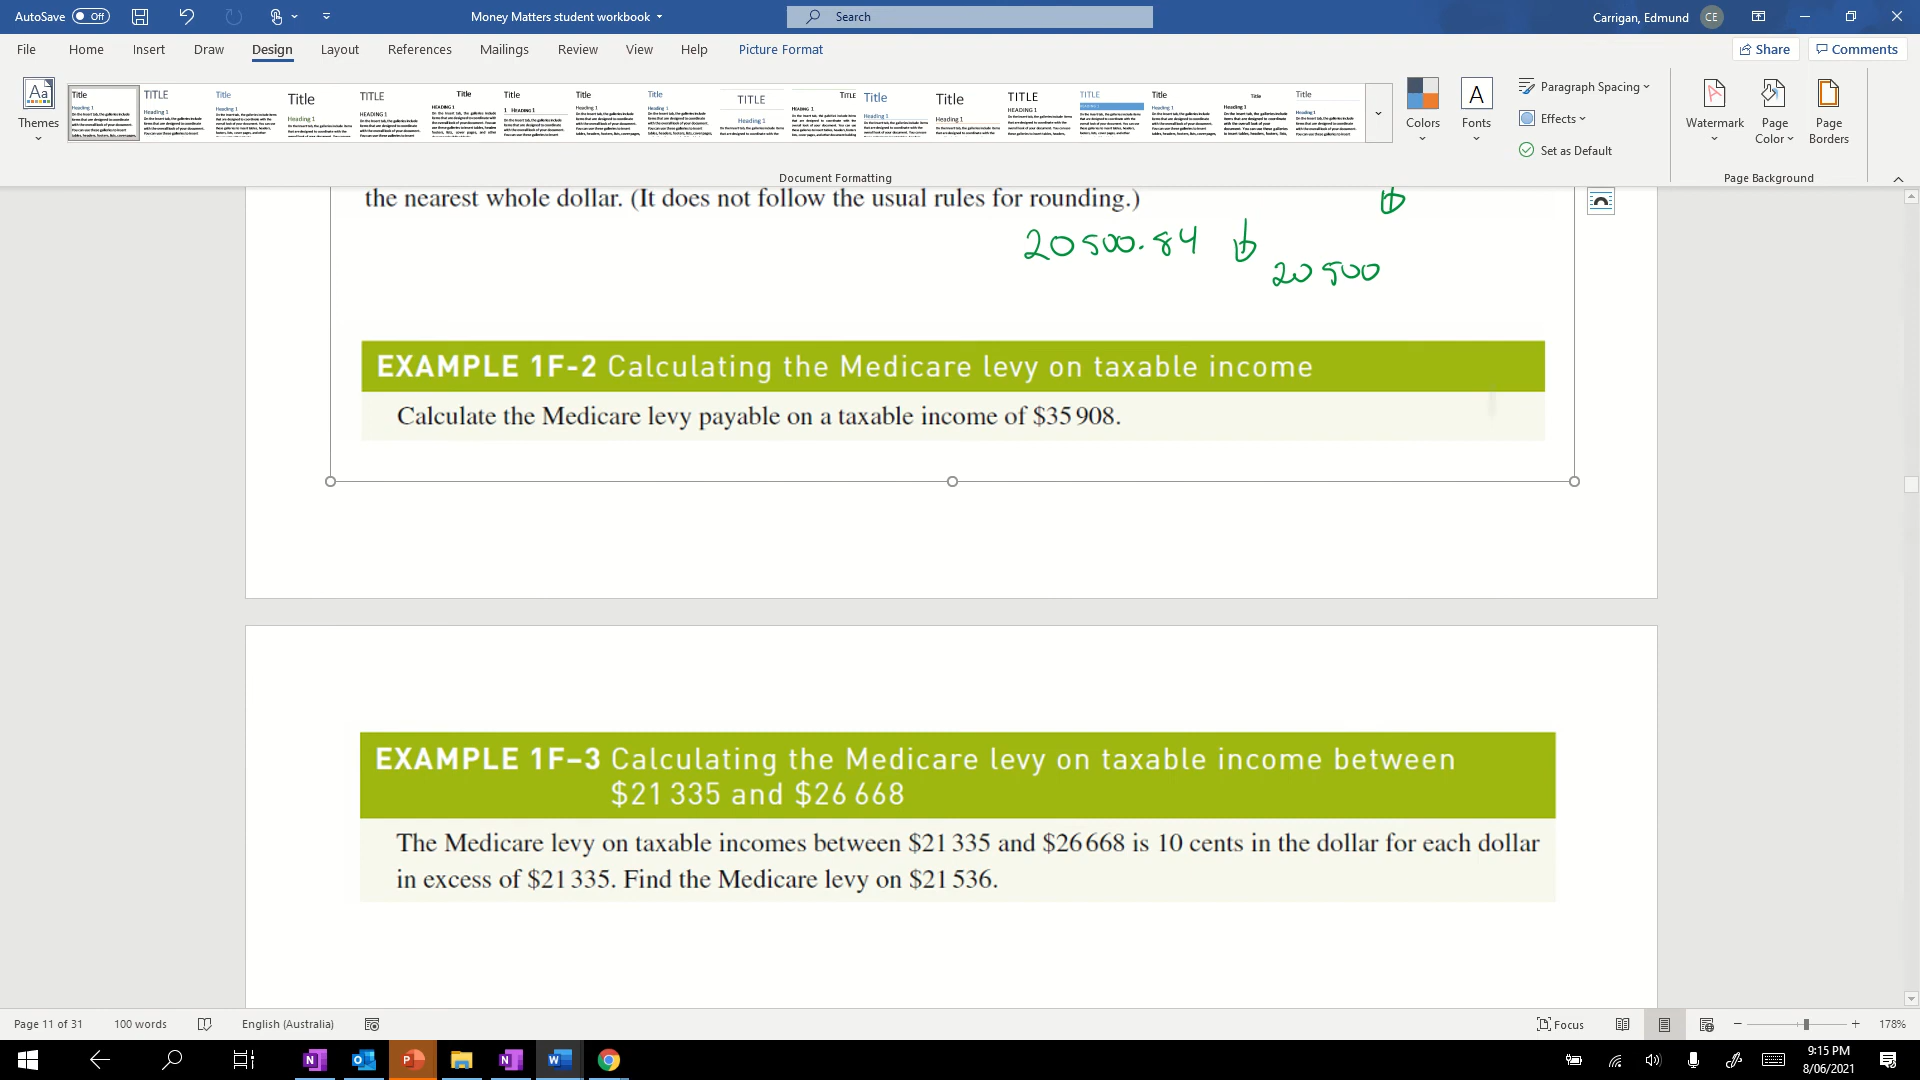 AutoSave Off
Money Matters student workbook
Search
Carrigan, Edmund CE
File Home Insert Draw Design Layout References Mailings Review View Help Picture Format
Share Comments
Themes
Colors
Fonts
Paragraph Spacing
Effects
Set as Default
Watermark
Page Color
Page Borders
Document Formatting
Page Background
the nearest whole dollar. (It does not follow the usual rules for rounding.)
20 500.84
20 500
EXAMPLE 1F-2 Calculating the Medicare levy on taxable income
Calculate the Medicare levy payable on a taxable income of $35 908.
EXAMPLE 1F–3 Calculating the Medicare levy on taxable income between
$21 335 and $26 668
The Medicare levy on taxable incomes between $21 335 and $26 668 is 10 cents in the dollar for each dollar
in excess of $21 335. Find the Medicare levy on $21 536.
Page 11 of 31 100 words English (Australia) Focus 178%
9:15 PM
8/06/2021